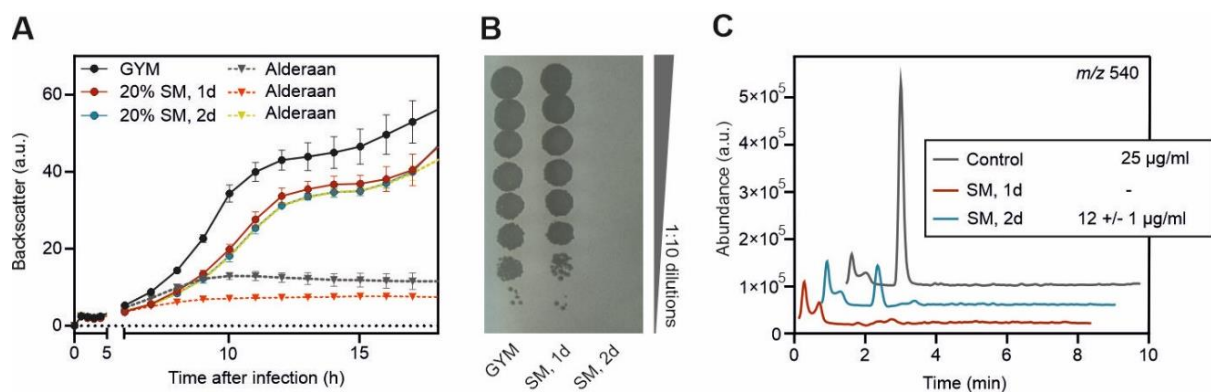 A
Backscatter (a.u.)
60
40
20
0
GYM
20% SM, 1d
20% SM, 2d
Alderaan
Alderaan
Alderaan
0
5
10
15
Time after infection (h)
B
1:10 dilutions
GYM
SM, 1d
SM, 2d
C
m/z 540
Abundance (a.u.)
5×10⁵
4×10⁵
3×10⁵
2×10⁵
1×10⁵
0
Control 25 µg/ml
SM, 1d -
SM, 2d 12 +/- 1 µg/ml
0 2 4 6 8 10
Time (min)